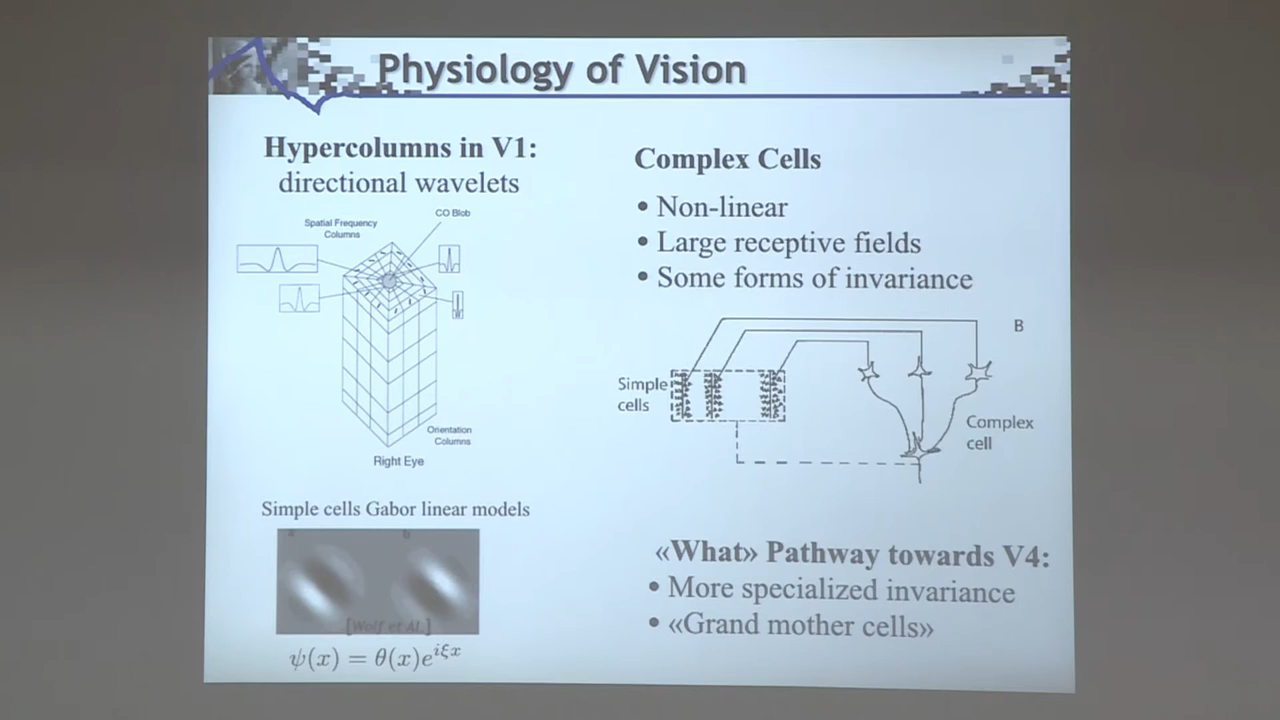 Physiology of Vision
Hypercolumns in V1:
directional wavelets
Spatial Frequency
Columns
CO Blob
Orientation
Columns
Right Eye
Simple cells Gabor linear models
a b
[Wolf et Al.]
ψ(x) = θ(x)e^{iξx}
Complex Cells
• Non-linear
• Large receptive fields
• Some forms of invariance
B
Simple
cells
Complex
cell
«What» Pathway towards V4:
• More specialized invariance
• «Grand mother cells»